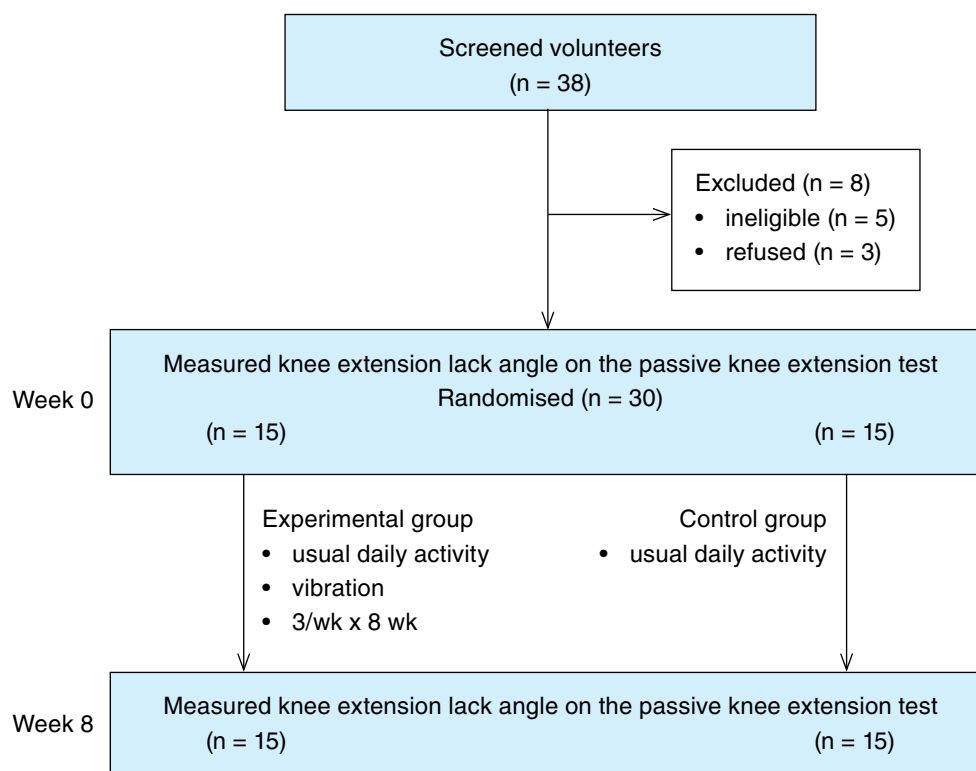 Screened volunteers
(n = 38)
Excluded (n = 8)
• ineligible (n = 5)
• refused (n = 3)
Measured knee extension lack angle on the passive knee extension test
Week 0
Randomised (n = 30)
(n = 15)
(n = 15)
Experimental group
• usual daily activity
• vibration
• 3/wk x 8 wk
Control group
• usual daily activity
Measured knee extension lack angle on the passive knee extension test
Week 8
(n = 15)
(n = 15)